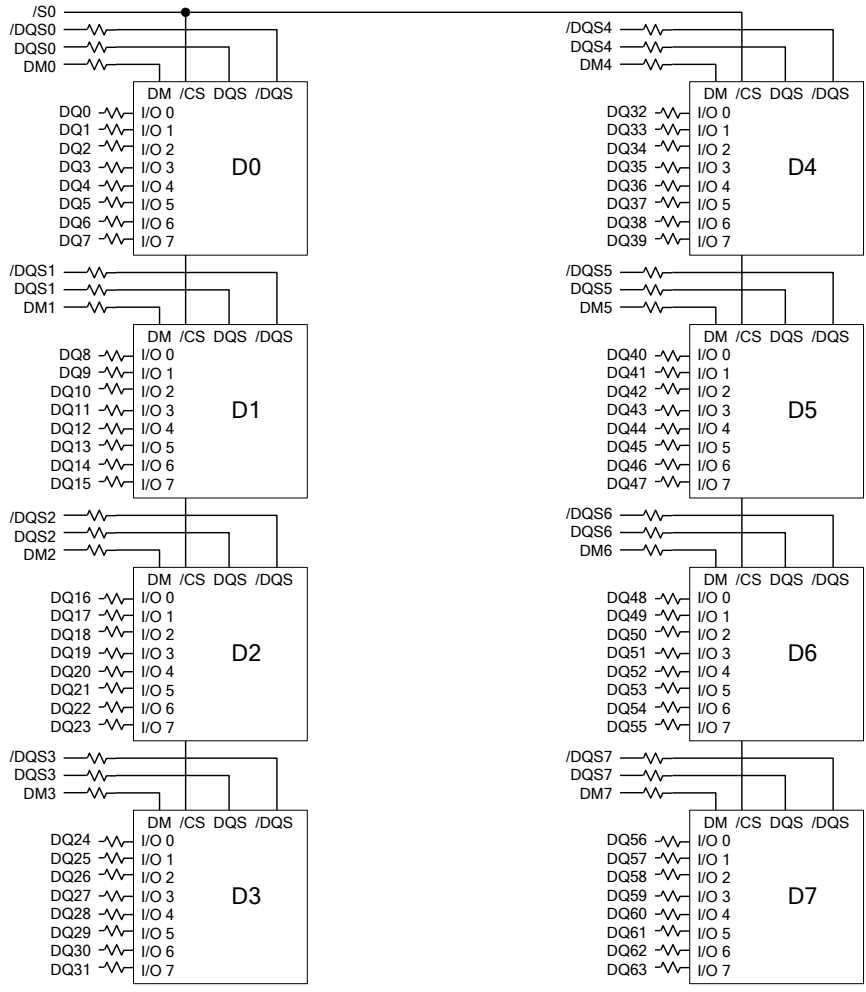 /S0
/DQS0
DQS0
DM0
DM /CS DQS /DQS
DQ0 I/O 0
DQ1 I/O 1
DQ2 I/O 2
DQ3 I/O 3
DQ4 I/O 4
DQ5 I/O 5
DQ6 I/O 6
DQ7 I/O 7
D0
/DQS1
DQS1
DM1
DM /CS DQS /DQS
DQ8 I/O 0
DQ9 I/O 1
DQ10 I/O 2
DQ11 I/O 3
DQ12 I/O 4
DQ13 I/O 5
DQ14 I/O 6
DQ15 I/O 7
D1
/DQS2
DQS2
DM2
DM /CS DQS /DQS
DQ16 I/O 0
DQ17 I/O 1
DQ18 I/O 2
DQ19 I/O 3
DQ20 I/O 4
DQ21 I/O 5
DQ22 I/O 6
DQ23 I/O 7
D2
/DQS3
DQS3
DM3
DM /CS DQS /DQS
DQ24 I/O 0
DQ25 I/O 1
DQ26 I/O 2
DQ27 I/O 3
DQ28 I/O 4
DQ29 I/O 5
DQ30 I/O 6
DQ31 I/O 7
D3
/DQS4
DQS4
DM4
DM /CS DQS /DQS
DQ32 I/O 0
DQ33 I/O 1
DQ34 I/O 2
DQ35 I/O 3
DQ36 I/O 4
DQ37 I/O 5
DQ38 I/O 6
DQ39 I/O 7
D4
/DQS5
DQS5
DM5
DM /CS DQS /DQS
DQ40 I/O 0
DQ41 I/O 1
DQ42 I/O 2
DQ43 I/O 3
DQ44 I/O 4
DQ45 I/O 5
DQ46 I/O 6
DQ47 I/O 7
D5
/DQS6
DQS6
DM6
DM /CS DQS /DQS
DQ48 I/O 0
DQ49 I/O 1
DQ50 I/O 2
DQ51 I/O 3
DQ52 I/O 4
DQ53 I/O 5
DQ54 I/O 6
DQ55 I/O 7
D6
/DQS7
DQS7
DM7
DM /CS DQS /DQS
DQ56 I/O 0
DQ57 I/O 1
DQ58 I/O 2
DQ59 I/O 3
DQ60 I/O 4
DQ61 I/O 5
DQ62 I/O 6
DQ63 I/O 7
D7